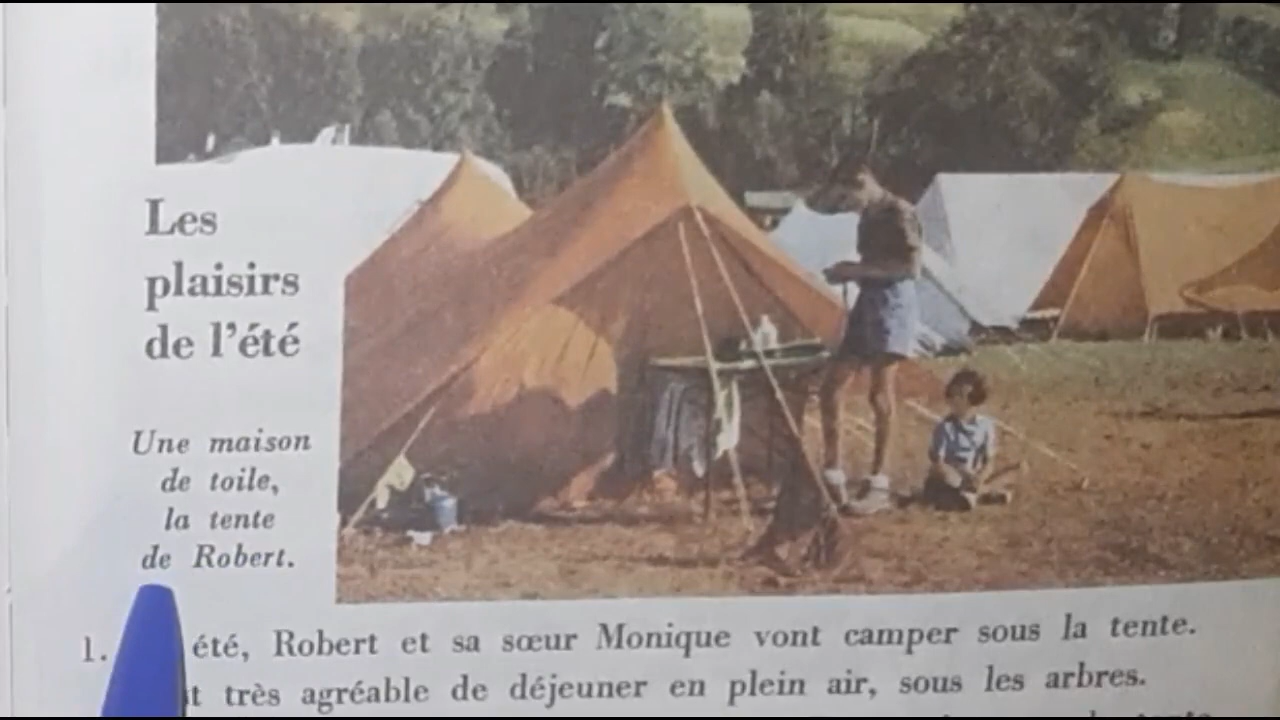 Les
plaisirs
de l'été
Une maison
de toile,
la tente
de Robert.
1. été, Robert et sa sœur Monique vont camper sous la tente.
très agréable de déjeuner en plein air, sous les arbres.